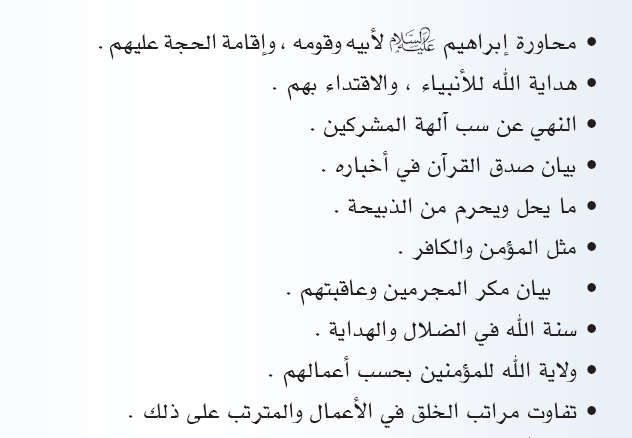 • محاورة إبراهيم عليه السلام لأبيه وقومه ، وإقامة الحجة عليهم .
• هداية الله للأنبياء ، والاقتداء بهم .
• النهي عن سب آلهة المشركين .
• بيان صدق القرآن في أخباره .
• ما يحل ويحرم من الذبيحة .
• مثل المؤمن والكافر .
• بيان مكر المجرمين وعاقبتهم .
• سنة الله في الضلال والهداية .
• ولاية الله للمؤمنين بحسب أعمالهم .
• تفاوت مراتب الخلق في الأعمال والمترتب على ذلك .